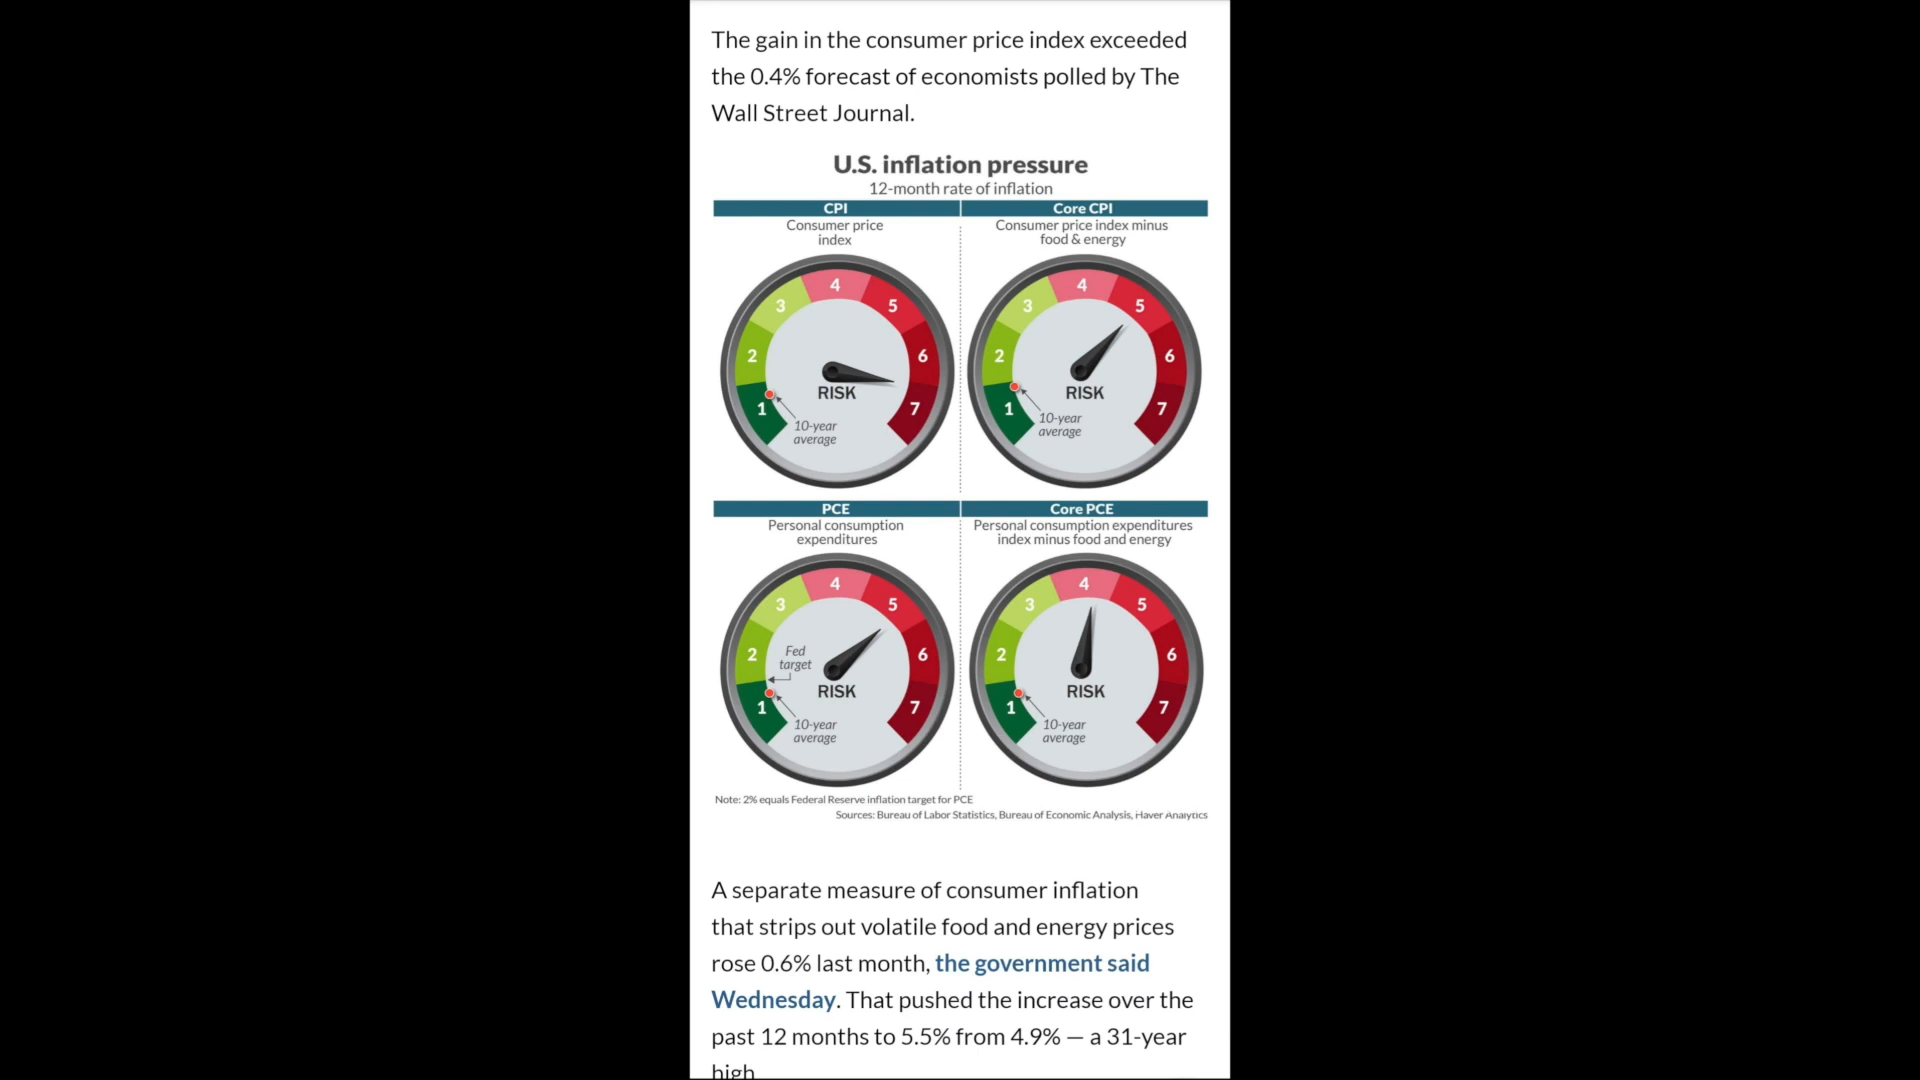 The gain in the consumer price index exceeded
the 0.4% forecast of economists polled by The
Wall Street Journal.
U.S. inflation pressure
12-month rate of inflation
CPI
Consumer price
index
4
3
5
2
6
1
7
RISK
10-year
average
Core CPI
Consumer price index minus
food & energy
4
3
5
2
6
1
7
RISK
10-year
average
PCE
Personal consumption
expenditures
4
3
5
2
6
1
7
Fed
target
RISK
10-year
average
Core PCE
Personal consumption expenditures
index minus food and energy
4
3
5
2
6
1
7
RISK
10-year
average
Note: 2% equals Federal Reserve inflation target for PCE
Sources: Bureau of Labor Statistics, Bureau of Economic Analysis, Haver Analytics
A separate measure of consumer inflation
that strips out volatile food and energy prices
rose 0.6% last month, the government said
Wednesday. That pushed the increase over the
past 12 months to 5.5% from 4.9% — a 31-year
high